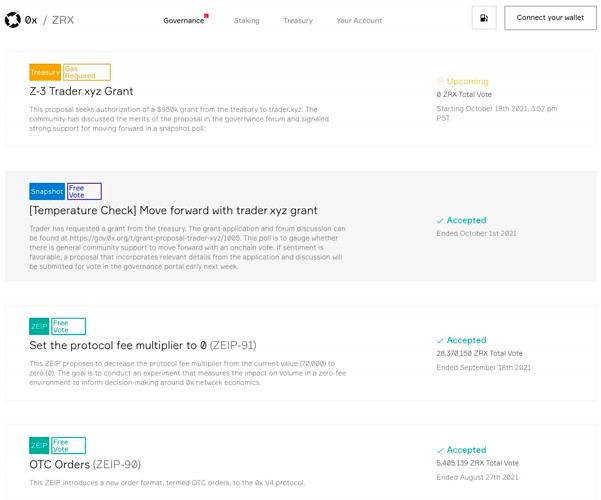 0x / ZRX
Governance
Staking
Treasury
Your Account
Connect your wallet
Treasury
Gas
Required
Z-3 Trader.xyz Grant
This proposal seeks authorization of a $950k grant from the treasury to trader.xyz. The
community has discussed the merits of the proposal in the governance forum and signaled
strong support for moving forward in a snapshot poll:
Upcoming
0 ZRX Total Vote
Starting October 19th 2021, 3:52 pm
PST
Snapshot
Free
Vote
[Temperature Check] Move forward with trader.xyz grant
Trader has requested a grant from the treasury. The grant application and forum discussion can
be found at https://gov.0x.org/t/grant-proposal-trader-xyz/1005. This poll is to gauge whether
there is general community support to move forward with an onchain vote. If sentiment is
favorable, a proposal that incorporates relevant details from the application and discussion will
be submitted for vote in the governance portal early next week.
Accepted
Ended October 1st 2021
ZEIP
Free
Vote
Set the protocol fee multiplier to 0 (ZEIP-91)
This ZEIP proposes to decrease the protocol fee multiplier from the current value (70,000) to
zero (0). The goal is to conduct an experiment that measures the impact on volume in a zero-fee
environment to inform decision-making around 0x network economics.
Accepted
28,370,150 ZRX Total Vote
Ended September 18th 2021
ZEIP
Free
Vote
OTC Orders (ZEIP-90)
This ZEIP introduces a new order format, termed OTC orders, to the 0x V4 protocol.
Accepted
5,405,139 ZRX Total Vote
Ended August 27th 2021